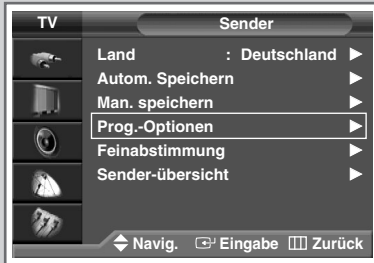 TV Sender
Land : Deutschland
Autom. Speichern
Man. speichern
Prog.-Optionen
Feinabstimmung
Sender-übersicht
Navig. Eingabe Zurück